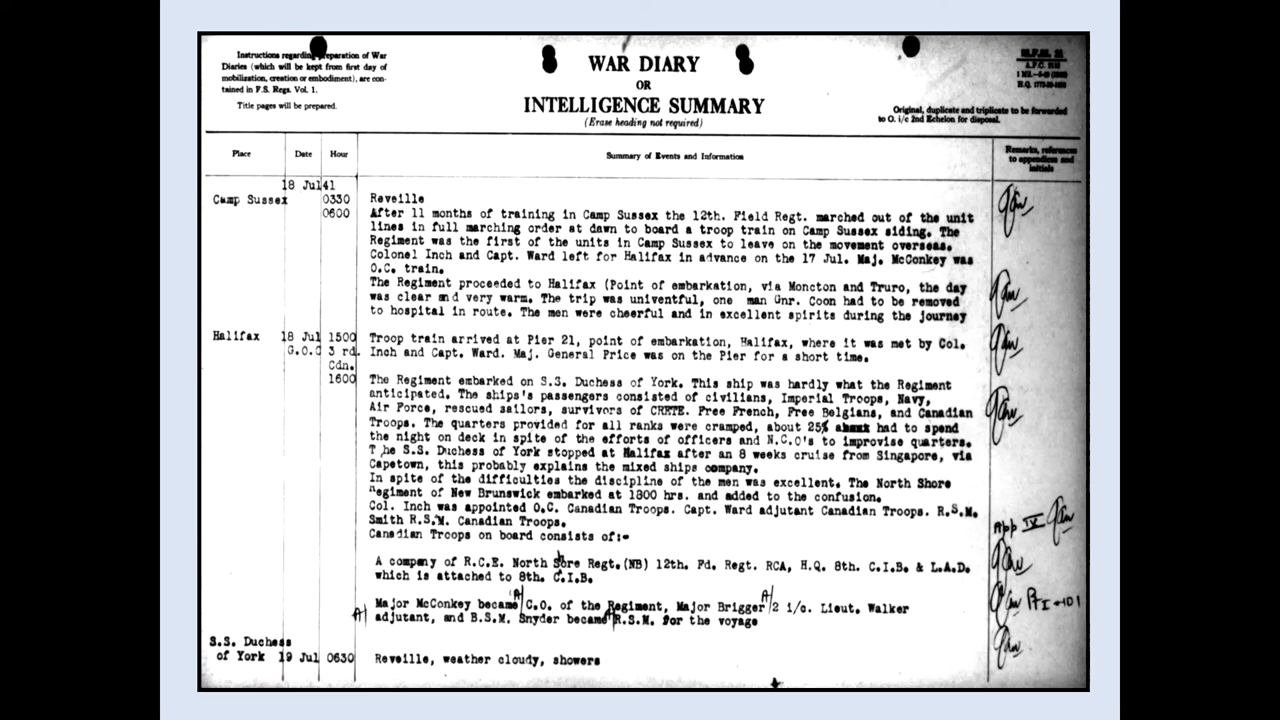 Instructions regarding preparation of War
Diaries (which will be kept from first day of
mobilization, creation or embodiment), are con-
tained in F.S. Regs. Vol. 1.
Title pages will be prepared.
WAR DIARY
OR
INTELLIGENCE SUMMARY
(Erase heading not required)
Original, duplicate and triplicate to be forwarded
to O. i/c 2nd Echelon for disposal.
Place Date Hour Summary of Events and Information Remarks, references
to appendices and
initials
18 Jul 41
Camp Sussex 0330 Reveille
0600 After 11 months of training in Camp Sussex the 12th. Field Regt. marched out of the unit
lines in full marching order at dawn to board a troop train on Camp Sussex siding. The
Regiment was the first of the units in Camp Sussex to leave on the movement overseas.
Colonel Inch and Capt. Ward left for Halifax in advance on the 17 Jul. Maj. McConkey was
O.C. train.
The Regiment proceeded to Halifax (Point of embarkation, via Moncton and Truro, the day
was clear and very warm. The trip was univentful, one man Gnr. Coon had to be removed
to hospital in route. The men were cheerful and in excellent spirits during the journey
Halifax 18 Jul 1500 Troop train arrived at Pier 21, point of embarkation, Halifax, where it was met by Col.
G.O.C 3 rd. Inch and Capt. Ward. Maj. General Price was on the Pier for a short time.
Cdn.
1600 The Regiment embarked on S.S. Duchess of York. This ship was hardly what the Regiment
anticipated. The ships's passengers consisted of civilians, Imperial Troops, Navy,
Air Force, rescued sailors, survivors of CRETE. Free French, Free Belgians, and Canadian
Troops. The quarters provided for all ranks were cramped, about 25% had to spend
the night on deck in spite of the efforts of officers and N.C.O's to improvise quarters.
The S.S. Duchess of York stopped at Halifax after an 8 weeks cruise from Singapore, via
Capetown, this probably explains the mixed ships company.
In spite of the difficulties the discipline of the men was excellent. The North Shore
Regiment of New Brunswick embarked at 1800 hrs. and added to the confusion.
Col. Inch was appointed O.C. Canadian Troops. Capt. Ward adjutant Canadian Troops. R.S.M.
Smith R.S.M. Canadian Troops. App IV
Canadian Troops on board consists of:-
A company of R.C.E. North Shore Regt.(NB) 12th. Fd. Regt. RCA, H.Q. 8th. C.I.B. & L.A.D.
which is attached to 8th. C.I.B.
Major McConkey became A/ C.O. of the Regiment, Major Brigger A/ 2 i/c. Lieut. Walker
A/ adjutant, and B.S.M. Snyder became A/ R.S.M. for the voyage
S.S. Duchess
of York 19 Jul 0630 Reveille, weather cloudy, showers